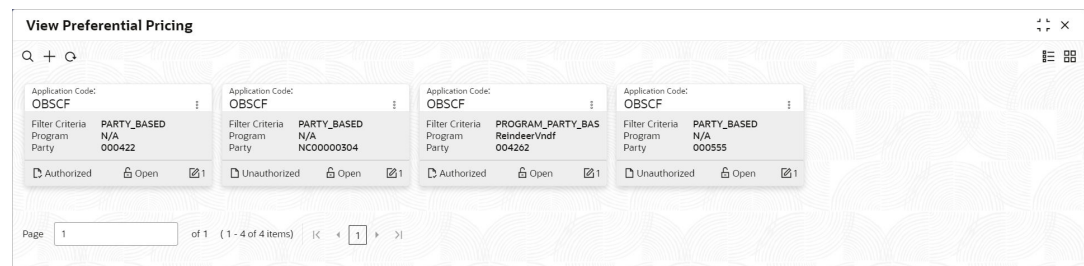 View Preferential Pricing
Application Code: Application Code: Application Code: Application Code:
OBSCF OBSCF OBSCF OBSCF
Filter Criteria PARTY_BASED Filter Criteria PARTY_BASED Filter Criteria PROGRAM_PARTY_BAS Filter Criteria PARTY_BASED
Program N/A Program N/A Program ReindeerVndf Program N/A
Party 000422 Party NC00000304 Party 004262 Party 000555
Authorized Open 1 Unauthorized Open 1 Authorized Open 1 Unauthorized Open 1
Page 1 of 1 (1 - 4 of 4 items) 1